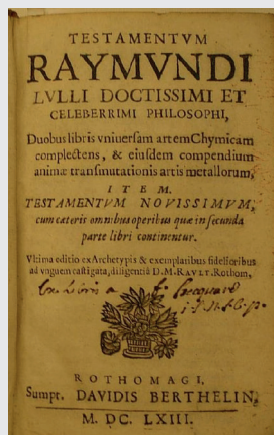 TESTAMENTVM
RAYMVNDI
LVLLI DOCTISSIMI ET
CELEBERRIMI PHILOSOPHI,
Duobus libris vniuersam artem Chymicam
complectens, & eiusdem compendium
animæ transmutationis artis metallorum,
ITEM.
TESTAMENTVM NOVISSIMVM,
cum cæteris omnibus operibus quæ in secunda
parte libri continentur.
Vltima editio ex Archetypis & exemplaribus fidelioribus
ad vnguem castigata, diligentiâ D. M. RAVLT. Rothom,
Ex Libris
ROTHOMAGI,
Sumpt. DAVIDIS BERTHELIN,
M. DC. LXIII.